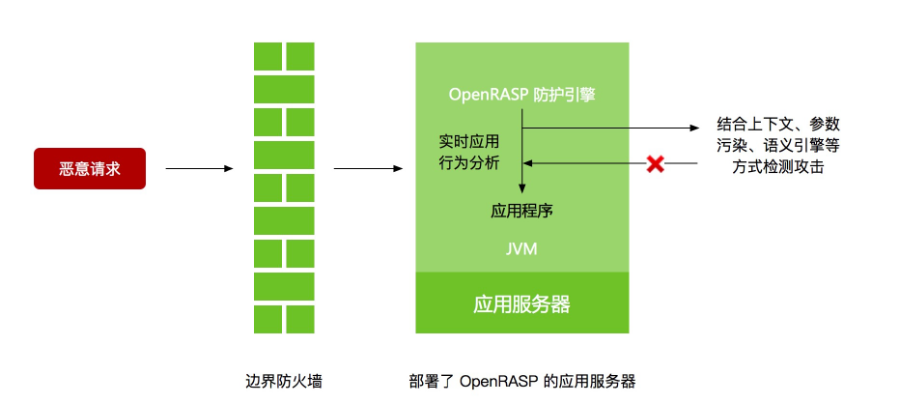 恶意请求
OpenRASP 防护引擎
实时应用
行为分析
结合上下文、参数
污染、语义引擎等
方式检测攻击
应用程序
JVM
应用服务器
边界防火墙
部署了 OpenRASP 的应用服务器